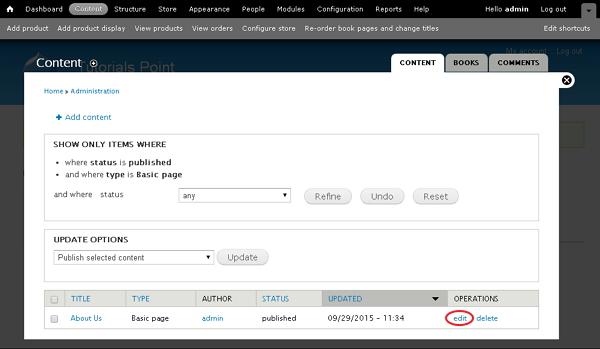 Dashboard Content Structure Store Appearance People Modules Configuration Reports Help Hello admin Log out
Add product Add product display View products View orders Configure store Re-order book pages and change titles Edit shortcuts
My account Log out
Tutorials Point
Content CONTENT BOOKS COMMENTS
Home » Administration
+ Add content
SHOW ONLY ITEMS WHERE
• where status is published
• and where type is Basic page
and where status any Refine Undo Reset
UPDATE OPTIONS
Publish selected content Update
TITLE TYPE AUTHOR STATUS UPDATED OPERATIONS
About Us Basic page admin published 09/29/2015 - 11:34 edit delete